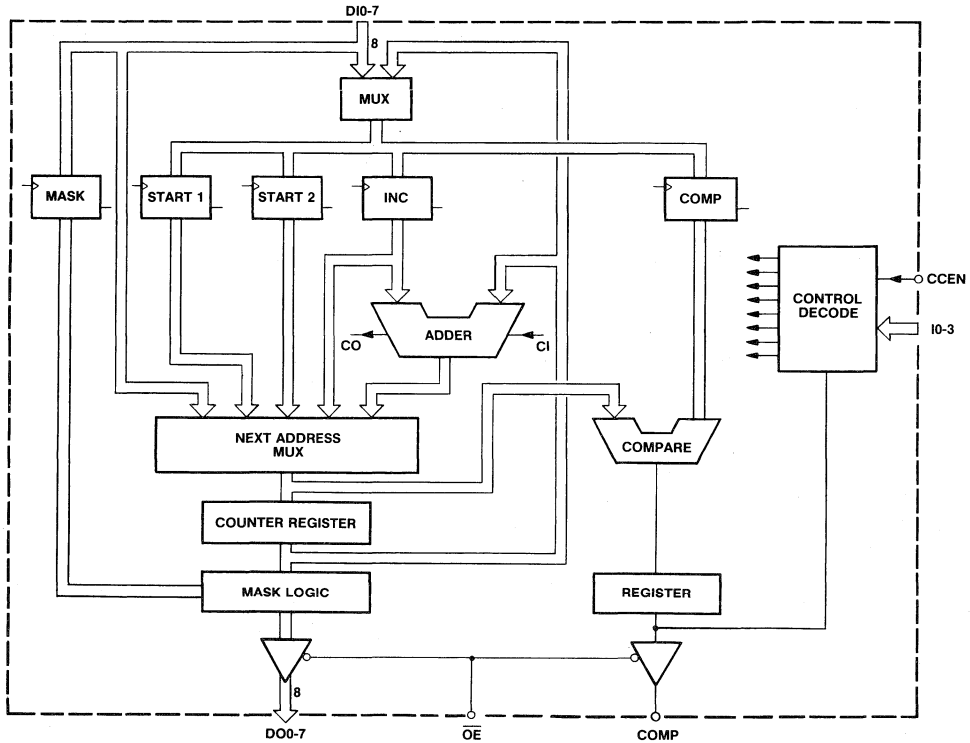 DI0-7
8
MUX
MASK
START 1
START 2
INC
COMP
CONTROL
DECODE
CCEN
I0-3
ADDER
CO
CI
NEXT ADDRESS
MUX
COMPARE
COUNTER REGISTER
MASK LOGIC
REGISTER
8
DO0-7
OE
COMP